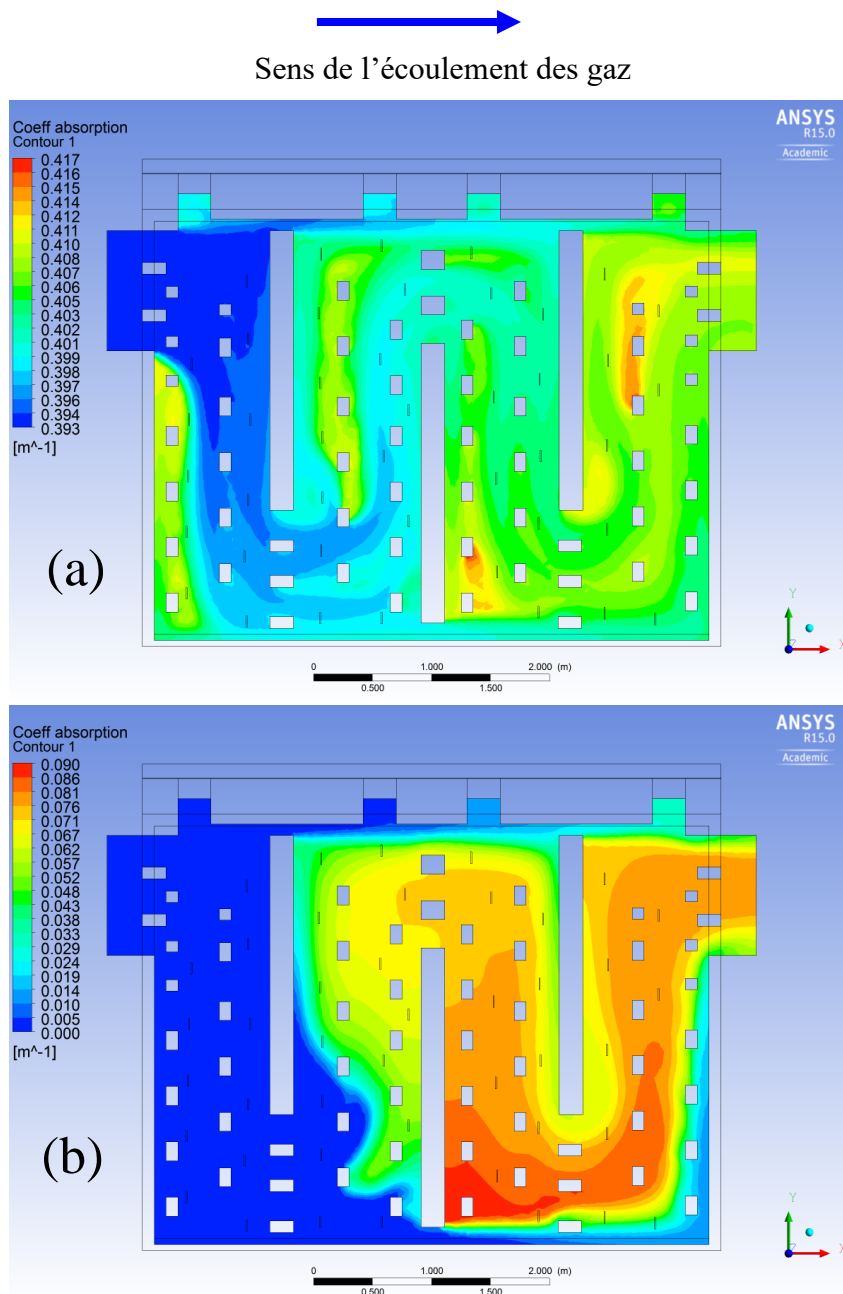 Sens de l’écoulement des gaz
Coeff absorption
Contour 1
0.417
0.416
0.415
0.414
0.412
0.411
0.410
0.408
0.407
0.406
0.405
0.403
0.402
0.401
0.399
0.398
0.397
0.396
0.394
0.393
[m^-1]
ANSYS
R15.0
Academic
(a)
Y
Z
X
0
1.000
2.000
(m)
0.500
1.500
Coeff absorption
Contour 1
0.090
0.086
0.081
0.076
0.071
0.067
0.062
0.057
0.052
0.048
0.043
0.038
0.033
0.029
0.024
0.019
0.014
0.010
0.005
0.000
[m^-1]
ANSYS
R15.0
Academic
(b)
Y
Z
X
0
1.000
2.000
(m)
0.500
1.500